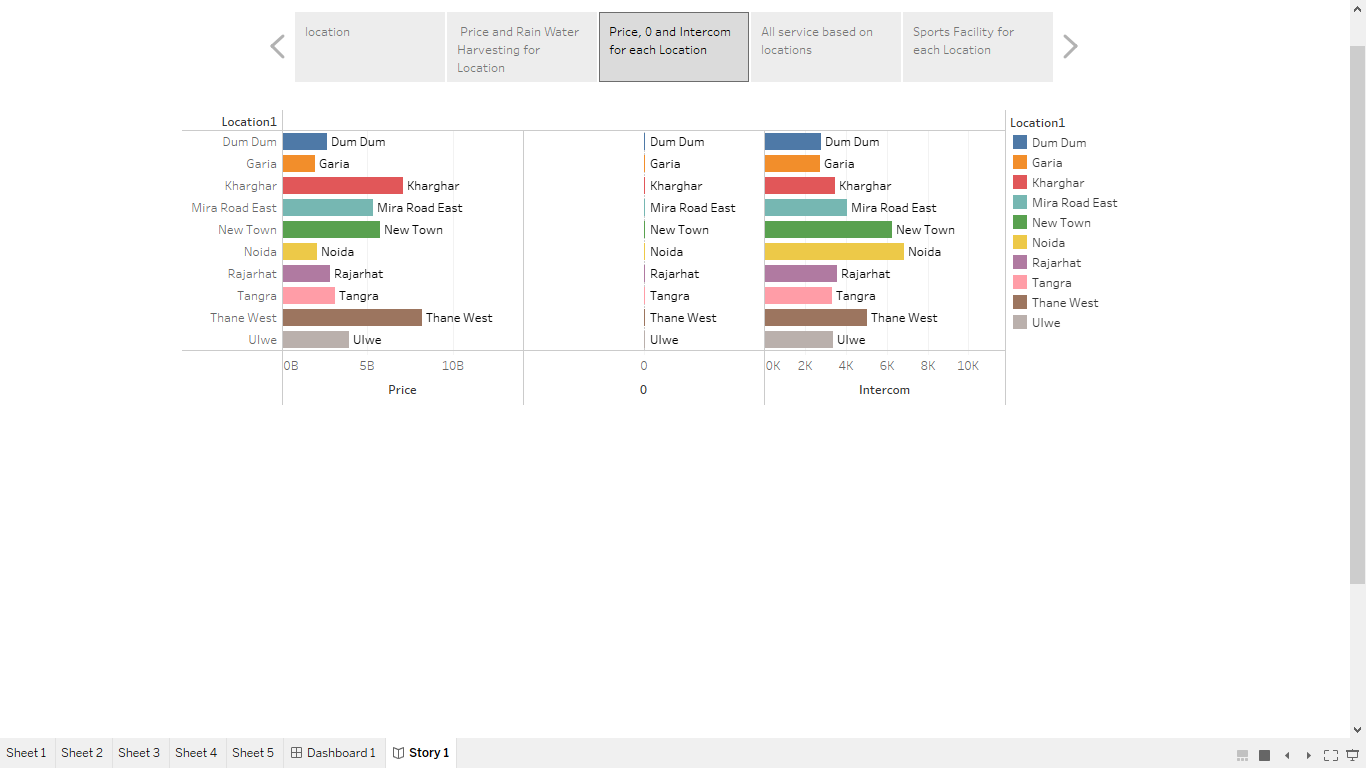 location
Price and Rain Water
Harvesting for
Location
Price, 0 and Intercom
for each Location
All service based on
locations
Sports Facility for
each Location
Location1
Dum Dum Dum Dum Dum Dum Dum Dum
Garia Garia Garia Garia
Kharghar Kharghar Kharghar Kharghar
Mira Road East Mira Road East Mira Road East Mira Road East
New Town New Town New Town New Town
Noida Noida Noida Noida
Rajarhat Rajarhat Rajarhat Rajarhat
Tangra Tangra Tangra Tangra
Thane West Thane West Thane West Thane West
Ulwe Ulwe Ulwe Ulwe
0B 5B 10B 0 0K 2K 4K 6K 8K 10K
Price 0 Intercom
Location1
Dum Dum
Garia
Kharghar
Mira Road East
New Town
Noida
Rajarhat
Tangra
Thane West
Ulwe
Sheet 1 Sheet 2 Sheet 3 Sheet 4 Sheet 5 Dashboard 1 Story 1